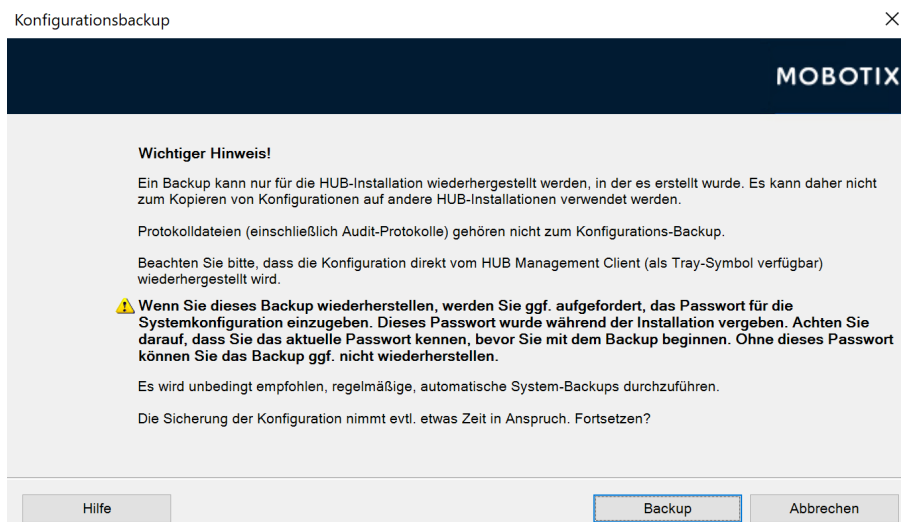 Konfigurationsbackup
MOBOTIX
Wichtiger Hinweis!
Ein Backup kann nur für die HUB-Installation wiederhergestellt werden, in der es erstellt wurde. Es kann daher nicht
zum Kopieren von Konfigurationen auf andere HUB-Installationen verwendet werden.
Protokolldateien (einschließlich Audit-Protokolle) gehören nicht zum Konfigurations-Backup.
Beachten Sie bitte, dass die Konfiguration direkt vom HUB Management Client (als Tray-Symbol verfügbar)
wiederhergestellt wird.
Wenn Sie dieses Backup wiederherstellen, werden Sie ggf. aufgefordert, das Passwort für die
Systemkonfiguration einzugeben. Dieses Passwort wurde während der Installation vergeben. Achten Sie
darauf, dass Sie das aktuelle Passwort kennen, bevor Sie mit dem Backup beginnen. Ohne dieses Passwort
können Sie das Backup ggf. nicht wiederherstellen.
Es wird unbedingt empfohlen, regelmäßige, automatische System-Backups durchzuführen.
Die Sicherung der Konfiguration nimmt evtl. etwas Zeit in Anspruch. Fortsetzen?
Hilfe
Backup
Abbrechen